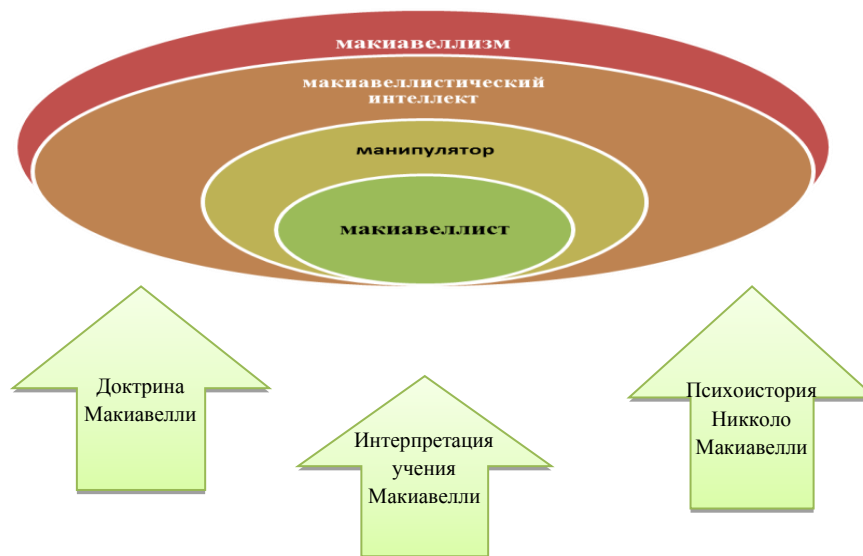 макиавеллизм
макиавеллистический
интеллект
манипулятор
макиавеллист
Доктрина
Макиавелли
Интерпретация
учения
Макиавелли
Психоистория
Никколо
Макиавелли